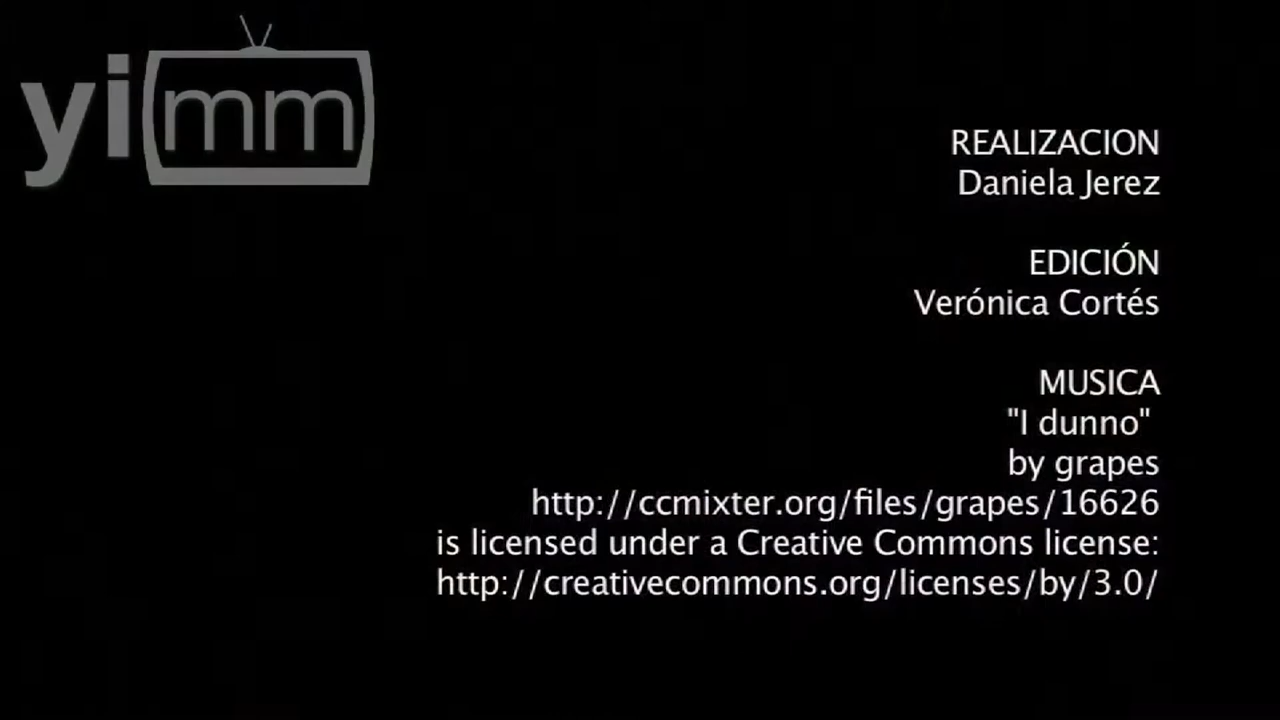 yimm
REALIZACION
Daniela Jerez
EDICIÓN
Verónica Cortés
MUSICA
"I dunno"
by grapes
http://ccmixter.org/files/grapes/16626
is licensed under a Creative Commons license:
http://creativecommons.org/licenses/by/3.0/